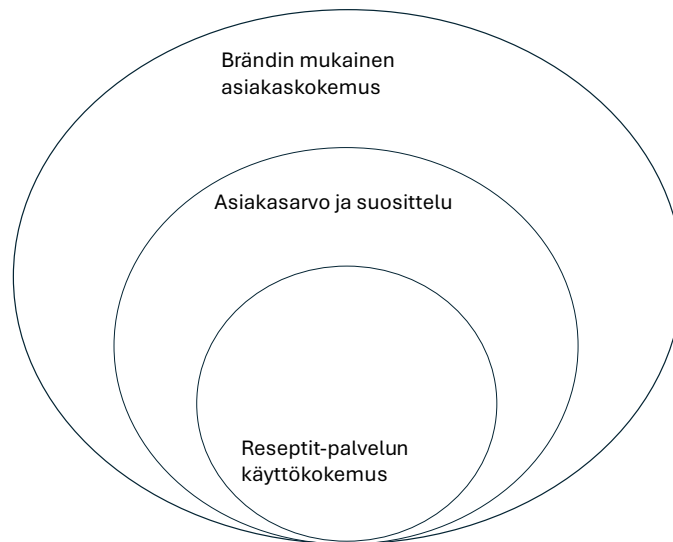 Brändin mukainen
asiakaskokemus
Asiakasarvo ja suosittelu
Reseptit-palvelun
käyttökokemus